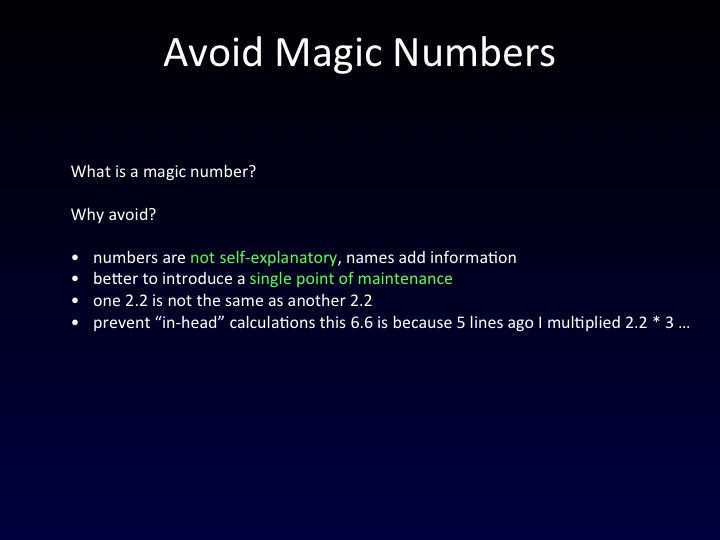 Avoid Magic Numbers
What is a magic number?
Why avoid?
• numbers are not self-explanatory, names add information
• better to introduce a single point of maintenance
• one 2.2 is not the same as another 2.2
• prevent “in-head” calculations this 6.6 is because 5 lines ago I multiplied 2.2 * 3 …